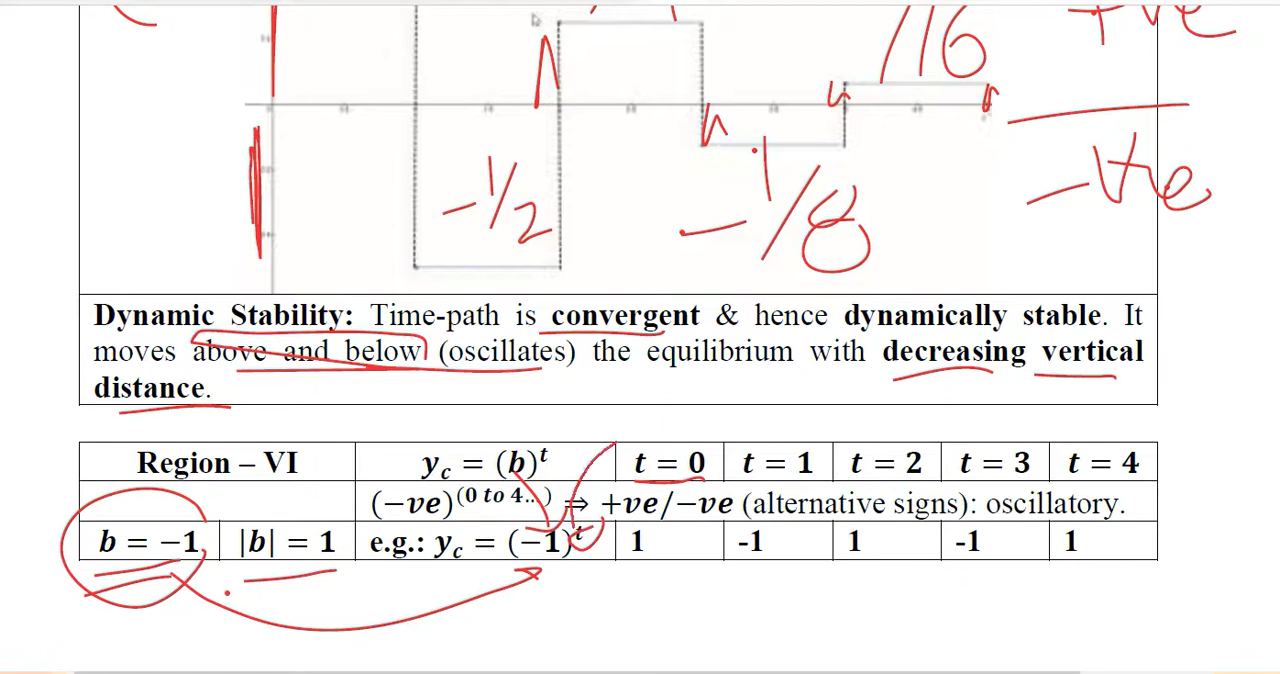 /16
+ve
-1/2
-1/8
-ve
Dynamic Stability: Time-path is convergent & hence dynamically stable. It
moves above and below (oscillates) the equilibrium with decreasing vertical
distance.
Region – VI y_c = (b)^t t = 0 t = 1 t = 2 t = 3 t = 4
(−ve)^(0 to 4..) ⇒ +ve/−ve (alternative signs): oscillatory.
b = −1, |b| = 1 e.g.: y_c = (−1)^t 1 -1 1 -1 1